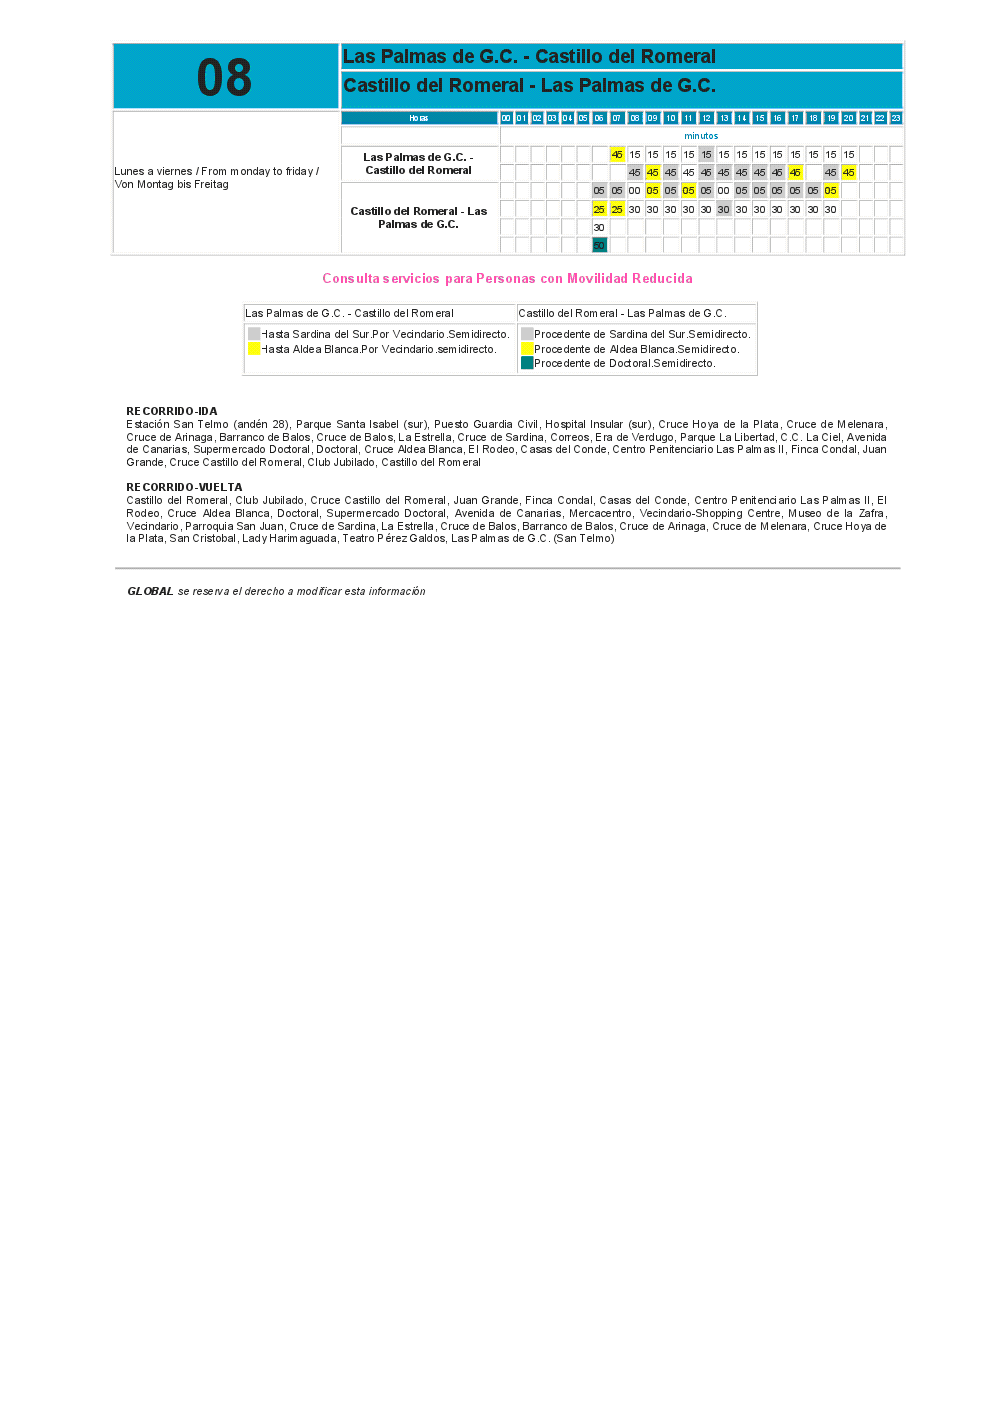 08
Las Palmas de G.C. - Castillo del Romeral
Castillo del Romeral - Las Palmas de G.C.
Horas 00 01 02 03 04 05 06 07 08 09 10 11 12 13 14 15 16 17 18 19 20 21 22 23
minutos
Lunes a viernes / From monday to friday /
Von Montag bis Freitag
Las Palmas de G.C. -
Castillo del Romeral
45 15 15 15 15 15 15 15 15 15 15 15 15 15
45 45 45 45 45 45 45 45 45 45 45 45
Castillo del Romeral - Las
Palmas de G.C.
05 05 00 05 05 05 05 00 05 05 05 05 05 05
25 25 30 30 30 30 30 30 30 30 30 30 30 30
30
50
Consulta servicios para Personas con Movilidad Reducida
Las Palmas de G.C. - Castillo del Romeral
Hasta Sardina del Sur.Por Vecindario.Semidirecto.
Hasta Aldea Blanca.Por Vecindario.semidirecto.
Castillo del Romeral - Las Palmas de G.C.
Procedente de Sardina del Sur.Semidirecto.
Procedente de Aldea Blanca.Semidirecto.
Procedente de Doctoral.Semidirecto.
RECORRIDO-IDA
Estación San Telmo (andén 28), Parque Santa Isabel (sur), Puesto Guardia Civil, Hospital Insular (sur), Cruce Hoya de la Plata, Cruce de Melenara,
Cruce de Arinaga, Barranco de Balos, Cruce de Balos, La Estrella, Cruce de Sardina, Correos, Era de Verdugo, Parque La Libertad, C.C. La Ciel, Avenida
de Canarias, Supermercado Doctoral, Doctoral, Cruce Aldea Blanca, El Rodeo, Casas del Conde, Centro Penitenciario Las Palmas II, Finca Condal, Juan
Grande, Cruce Castillo del Romeral, Club Jubilado, Castillo del Romeral
RECORRIDO-VUELTA
Castillo del Romeral, Club Jubilado, Cruce Castillo del Romeral, Juan Grande, Finca Condal, Casas del Conde, Centro Penitenciario Las Palmas II, El
Rodeo, Cruce Aldea Blanca, Doctoral, Supermercado Doctoral, Avenida de Canarias, Mercacentro, Vecindario-Shopping Centre, Museo de la Zafra,
Vecindario, Parroquia San Juan, Cruce de Sardina, La Estrella, Cruce de Balos, Barranco de Balos, Cruce de Arinaga, Cruce de Melenara, Cruce Hoya de
la Plata, San Cristobal, Lady Harimaguada, Teatro Pérez Galdos, Las Palmas de G.C. (San Telmo)
GLOBAL se reserva el derecho a modificar esta información